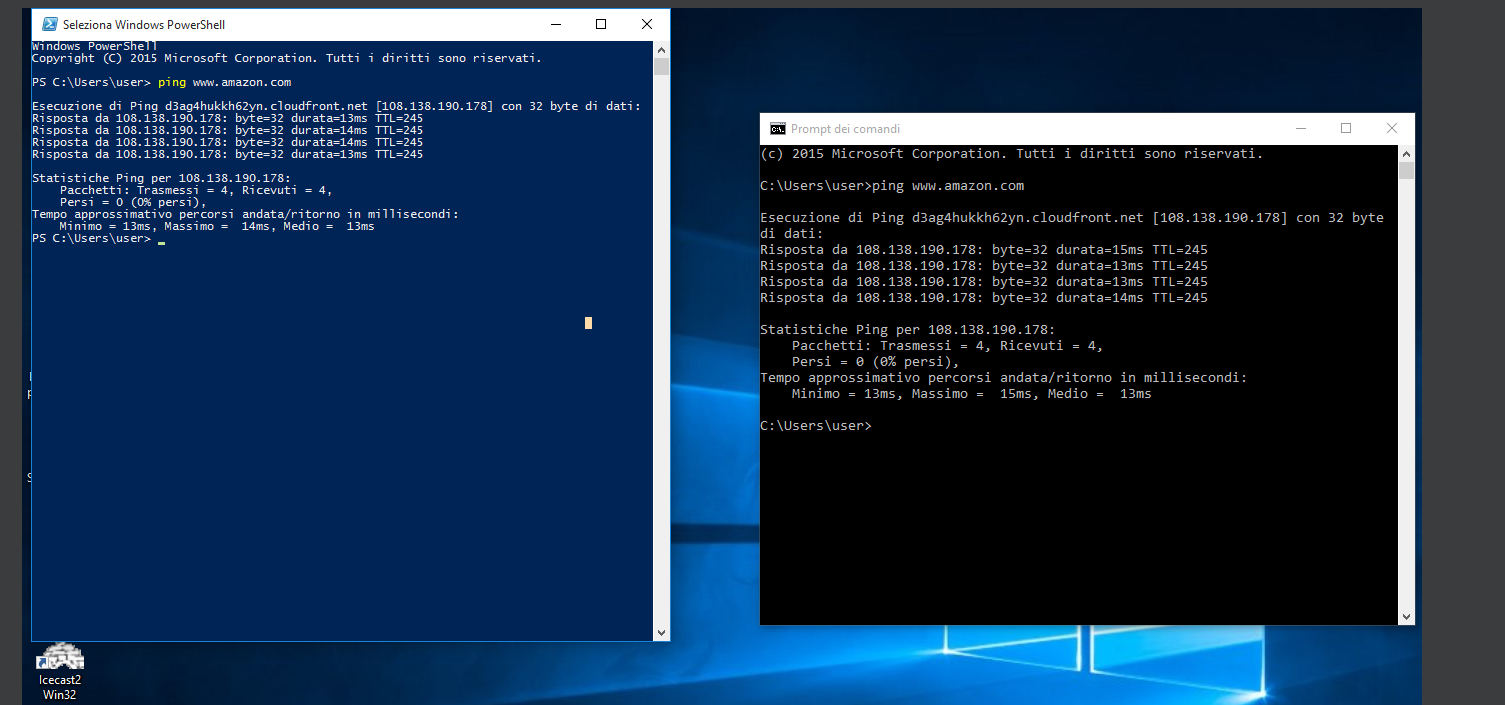 Seleziona Windows PowerShell
Windows PowerShell
Copyright (C) 2015 Microsoft Corporation. Tutti i diritti sono riservati.
PS C:\Users\user> ping www.amazon.com
Esecuzione di Ping d3ag4hukkh62yn.cloudfront.net [108.138.190.178] con 32 byte di dati:
Risposta da 108.138.190.178: byte=32 durata=13ms TTL=245
Risposta da 108.138.190.178: byte=32 durata=14ms TTL=245
Risposta da 108.138.190.178: byte=32 durata=14ms TTL=245
Risposta da 108.138.190.178: byte=32 durata=13ms TTL=245
Statistiche Ping per 108.138.190.178:
Pacchetti: Trasmessi = 4, Ricevuti = 4,
Persi = 0 (0% persi),
Tempo approssimativo percorsi andata/ritorno in millisecondi:
Minimo = 13ms, Massimo =  14ms, Medio =  13ms
PS C:\Users\user>
Prompt dei comandi
(c) 2015 Microsoft Corporation. Tutti i diritti sono riservati.
C:\Users\user>ping www.amazon.com
Esecuzione di Ping d3ag4hukkh62yn.cloudfront.net [108.138.190.178] con 32 byte
di dati:
Risposta da 108.138.190.178: byte=32 durata=15ms TTL=245
Risposta da 108.138.190.178: byte=32 durata=13ms TTL=245
Risposta da 108.138.190.178: byte=32 durata=13ms TTL=245
Risposta da 108.138.190.178: byte=32 durata=14ms TTL=245
Statistiche Ping per 108.138.190.178:
Pacchetti: Trasmessi = 4, Ricevuti = 4,
Persi = 0 (0% persi),
Tempo approssimativo percorsi andata/ritorno in millisecondi:
Minimo = 13ms, Massimo =  15ms, Medio =  13ms
C:\Users\user>
Icecast2
Win32